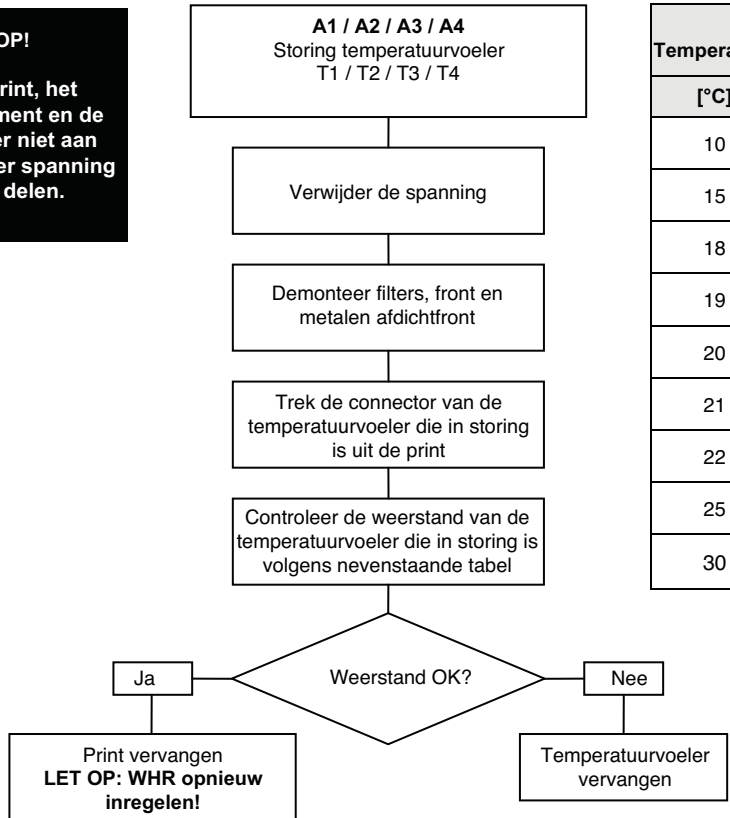 OP!
rint, het
ment en de
er niet aan
er spanning
delen.
A1 / A2 / A3 / A4
Storing temperatuurvoeler
T1 / T2 / T3 / T4
Verwijder de spanning
Demonteer filters, front en
metalen afdichtfront
Trek de connector van de
temperatuurvoeler die in storing
is uit de print
Controleer de weerstand van de
temperatuurvoeler die in storing is
volgens nevenstaande tabel
Weerstand OK?
Ja
Nee
Print vervangen
LET OP: WHR opnieuw
inregelen!
Temperatuurvoeler
vervangen
Tempera
[°C]
10
15
18
19
20
21
22
25
30